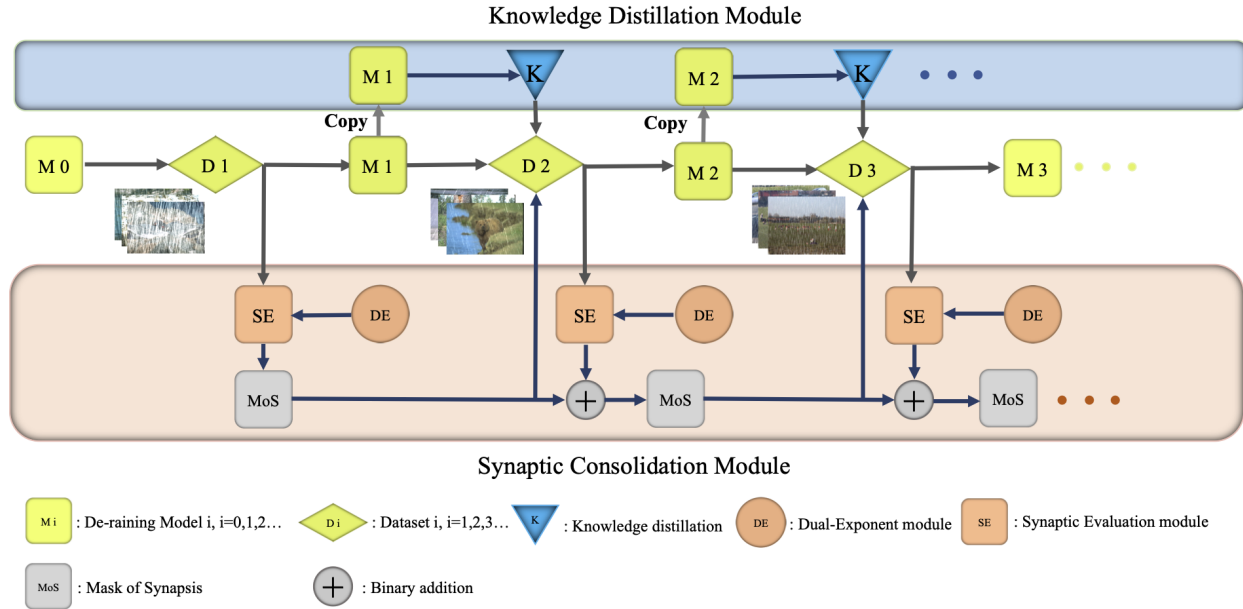 Knowledge Distillation Module
M 1
K
M 2
K
Copy
Copy
M 0
D 1
M 1
D 2
M 2
D 3
M 3
SE
DE
SE
DE
SE
DE
MoS
+
MoS
+
MoS
Synaptic Consolidation Module
M i : De-raining Model i, i=0,1,2…
D i : Dataset i, i=1,2,3…
K : Knowledge distillation
DE : Dual-Exponent module
SE : Synaptic Evaluation module
MoS : Mask of Synapsis
+ : Binary addition